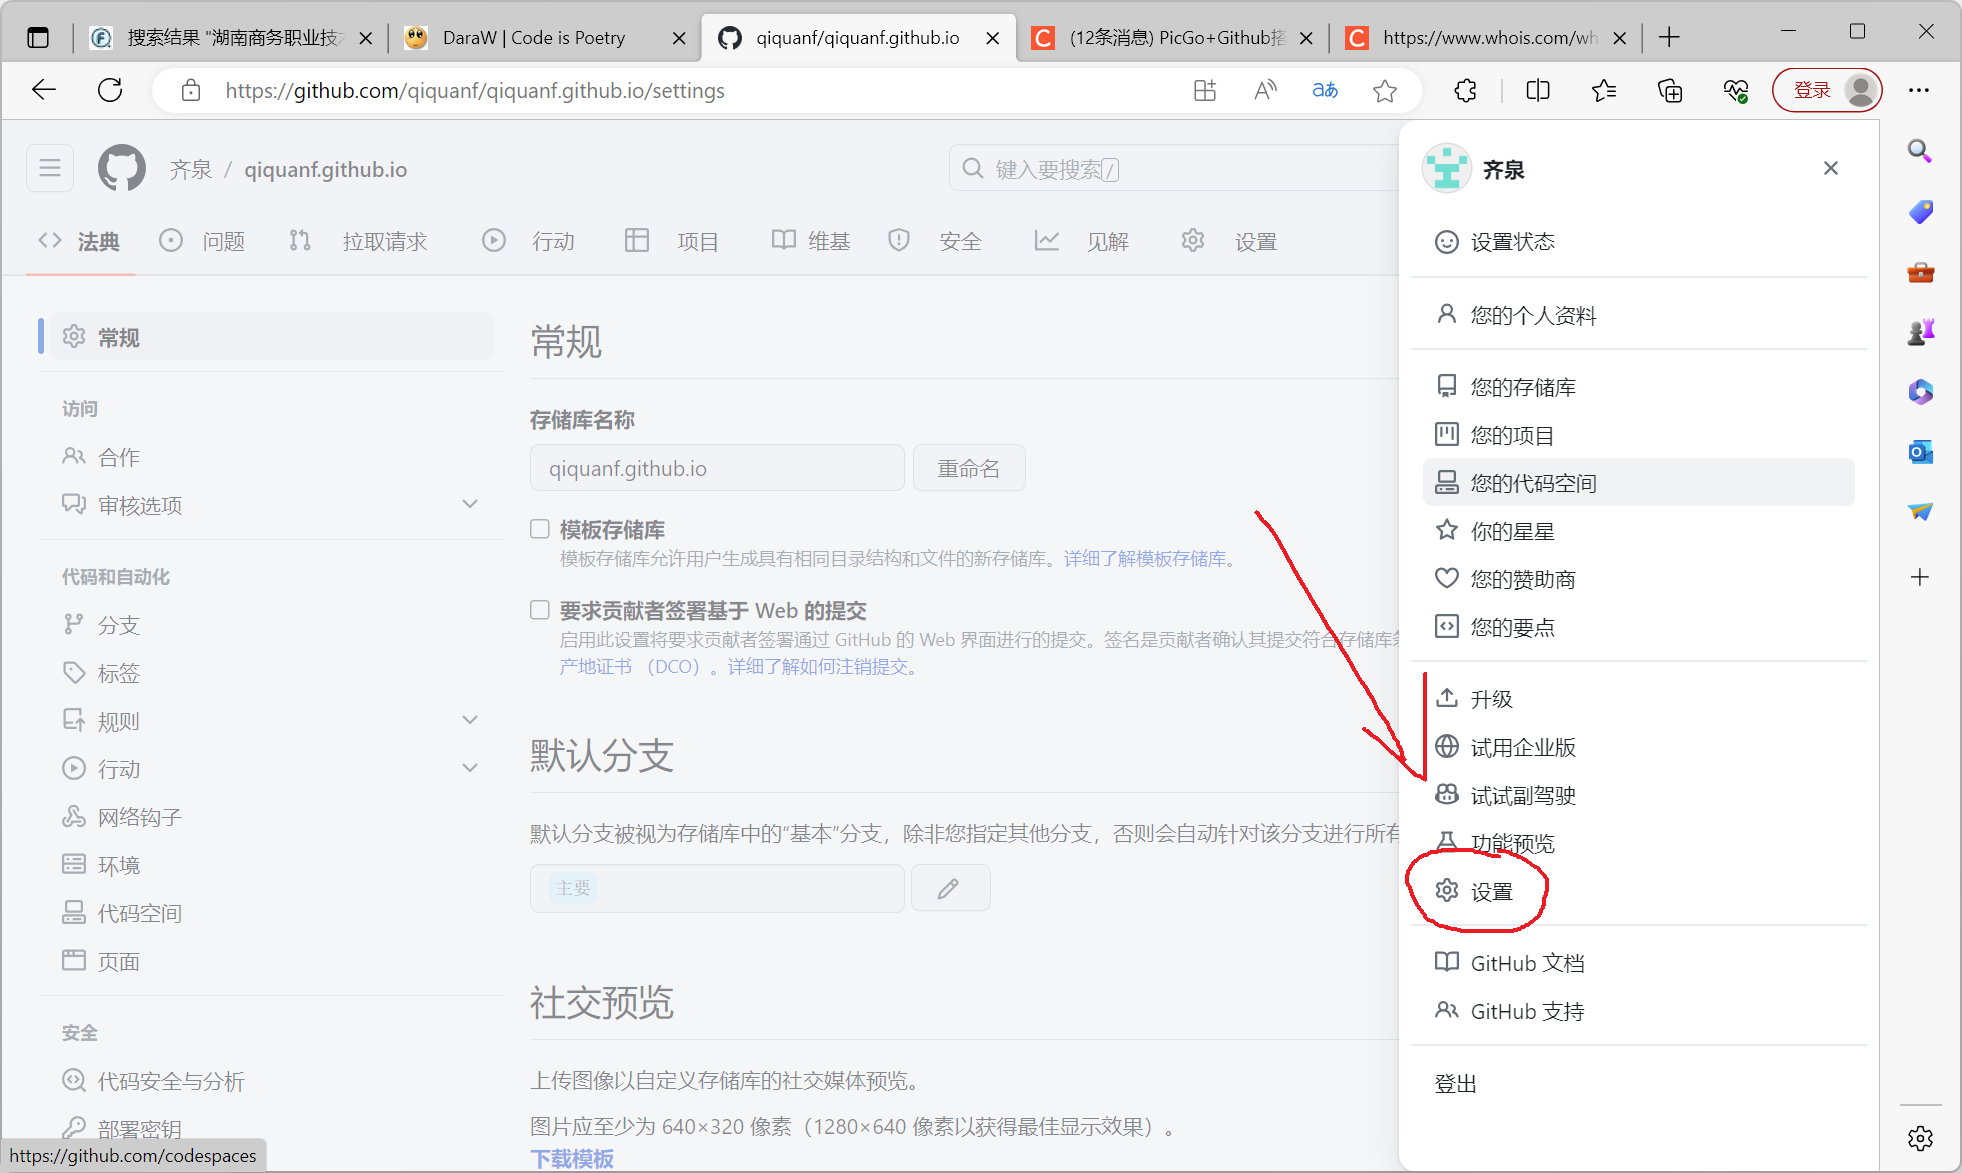 搜索结果 "湖南商务职业技
DaraW | Code is Poetry
qiquanf/qiquanf.github.io
(12条消息) PicGo+Github搭
https://www.whois.com/wh
https://github.com/qiquanf/qiquanf.github.io/settings
登录
齐泉 / qiquanf.github.io
键入要搜索 /
法典
问题
拉取请求
行动
项目
维基
安全
见解
设置
常规
访问
合作
审核选项
代码和自动化
分支
标签
规则
行动
网络钩子
环境
代码空间
页面
安全
代码安全与分析
部署密钥
https://github.com/codespaces
常规
存储库名称
qiquanf.github.io
重命名
模板存储库
模板存储库允许用户生成具有相同目录结构和文件的新存储库。详细了解模板存储库。
要求贡献者签署基于 Web 的提交
启用此设置将要求贡献者签署通过 GitHub 的 Web 界面进行的提交。签名是贡献者确认其提交符合存储库条
产地证书 （DCO）。详细了解如何注销提交。
默认分支
默认分支被视为存储库中的“基本”分支，除非您指定其他分支，否则会自动针对该分支进行所有
主要
社交预览
上传图像以自定义存储库的社交媒体预览。
图片应至少为 640×320 像素（1280×640 像素以获得最佳显示效果）。
下载模板
齐泉
设置状态
您的个人资料
您的存储库
您的项目
您的代码空间
你的星星
您的赞助商
您的要点
升级
试用企业版
试试副驾驶
功能预览
设置
GitHub 文档
GitHub 支持
登出